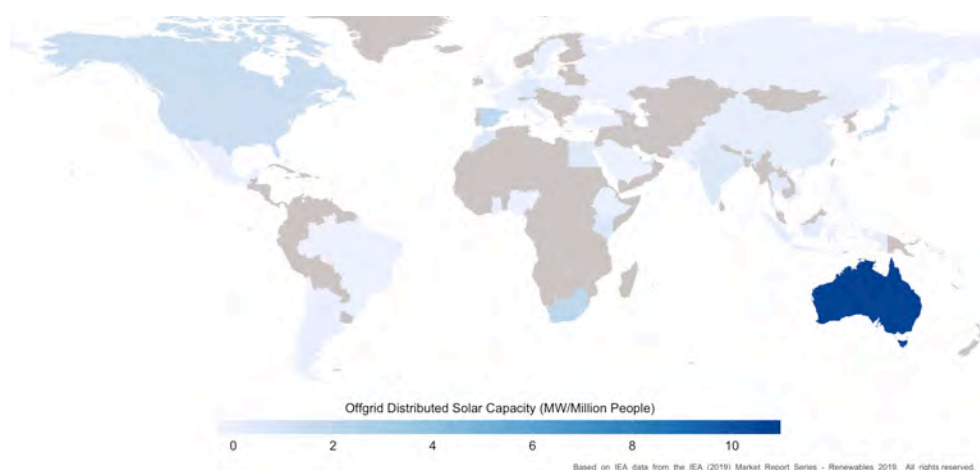 Offgrid Distributed Solar Capacity (MW/Million People)
0 2 4 6 8 10
Based on IEA data from the IEA (2019) Market Report Series - Renewables 2019. All rights reserved.